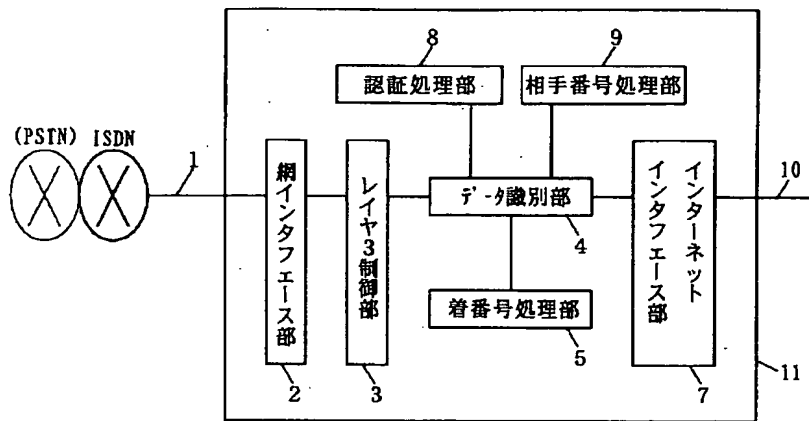 8
9
認証処理部
相手番号処理部
(PSTN) ISDN
1
網インタフェース部
レイヤ3制御部
データ識別部
4
インターネット
インタフェース部
10
着番号処理部
5
2
3
7
11